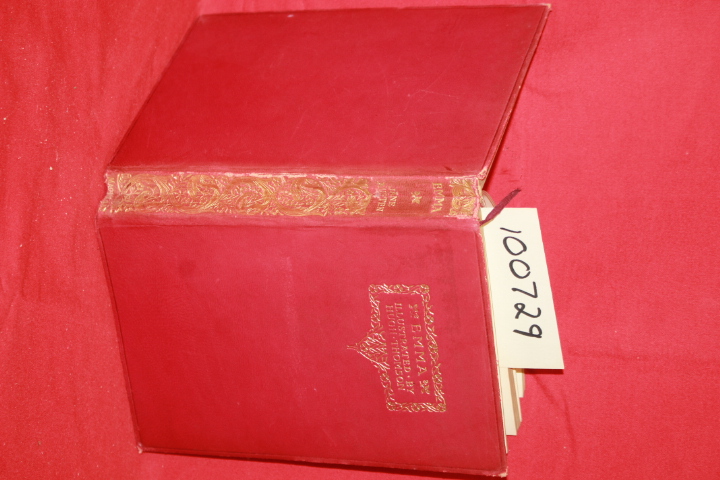 EMMA
JANE
AUSTEN
EMMA
ILLUSTRATED·BY
HUGH·THOMSON
100729